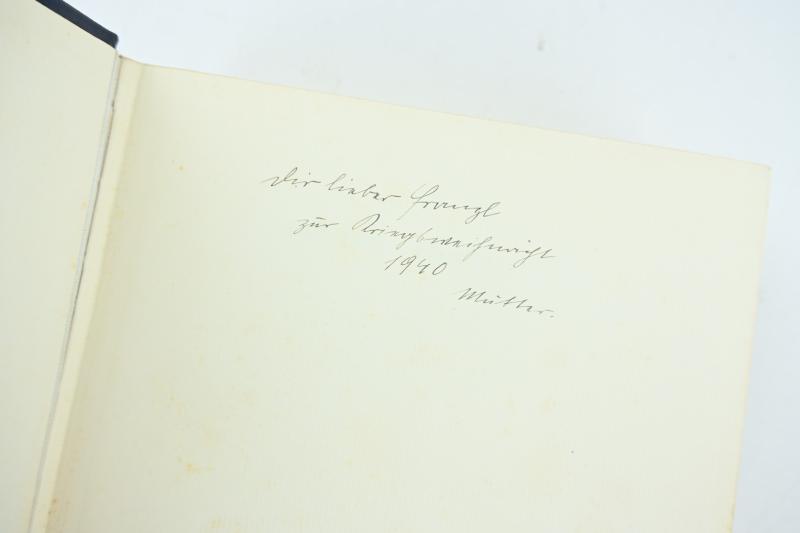 Dir lieber Franzl
zur Kriegsweihnacht
1940
Mutter.